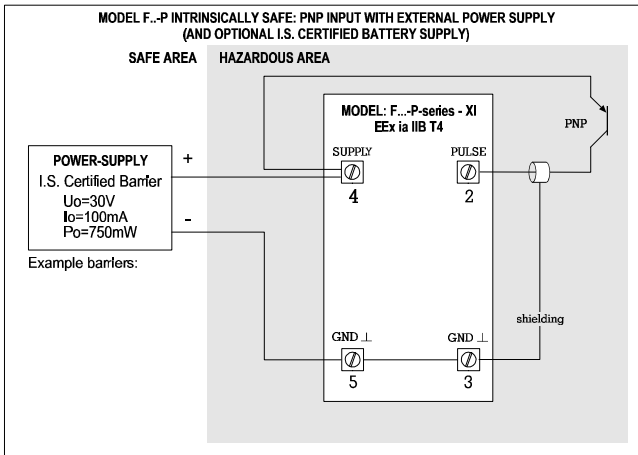 MODEL F..-P INTRINSICALLY SAFE: PNP INPUT WITH EXTERNAL POWER SUPPLY
(AND OPTIONAL I.S. CERTIFIED BATTERY SUPPLY)
SAFE AREA HAZARDOUS AREA
MODEL: F...-P-series - XI
EEx ia IIB T4
PNP
POWER-SUPPLY
I.S. Certified Barrier
Uo=30V
Io=100mA
Po=750mW
+
-
Example barriers:
SUPPLY
4
PULSE
2
shielding
GND ⊥
5
GND ⊥
3